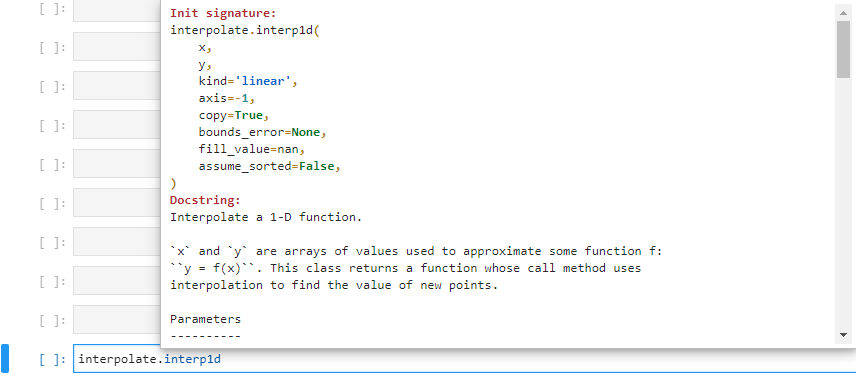 [ ]:
[ ]:
[ ]:
[ ]:
[ ]:
[ ]:
[ ]:
[ ]:
[ ]:
Init signature:
interpolate.interp1d(
    x,
    y,
    kind='linear',
    axis=-1,
    copy=True,
    bounds_error=None,
    fill_value=nan,
    assume_sorted=False,
)
Docstring:
Interpolate a 1-D function.
`x` and `y` are arrays of values used to approximate some function f:
``y = f(x)``. This class returns a function whose call method uses
interpolation to find the value of new points.
Parameters
----------
[ ]: interpolate.interp1d